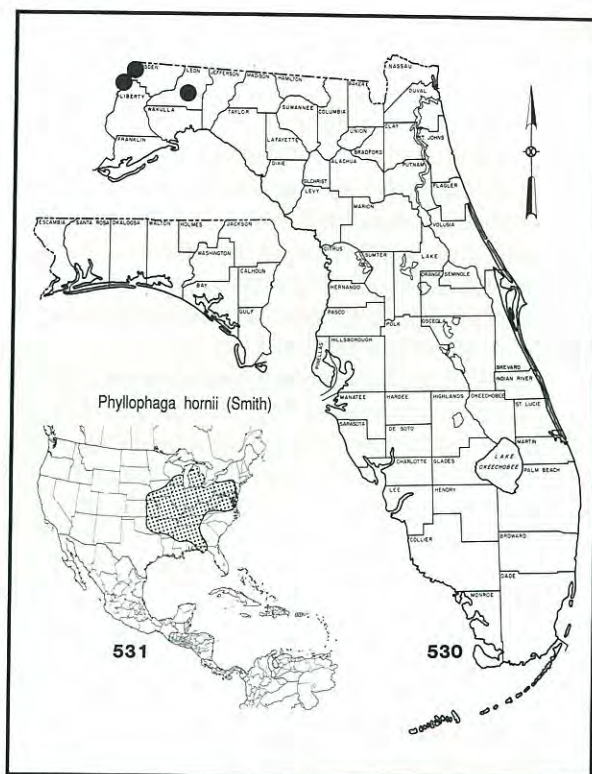 SDEN
LEON
JEFFERSON
MADISON
HAMILTON
NASSAU
BAKER
DUVAL
LIBERTY
WAKULLA
TAYLOR
SUWANNEE
COLUMBIA
UNION
CLAY
ST JOHNS
FRANKLIN
LAFAYETTE
BRADFORD
DIXIE
ALACHUA
PUTNAM
GILCHRIST
LEVY
FLAGLER
MARION
VOLUSIA
ESCAMBIA
SANTA ROSA
OKALOOSA
WALTON
HOLMES
JACKSON
WASHINGTON
CALHOUN
BAY
GULF
CITRUS
SUMTER
LAKE
ORANGE
SEMINOLE
HERNANDO
PASCO
POLK
OSCEOLA
HILLSBOROUGH
PINELLAS
BREVARD
INDIAN RIVER
MANATEE
HARDEE
HIGHLANDS
OKEECHOBEE
ST. LUCIE
SARASOTA
DE SOTO
MARTIN
CHARLOTTE
GLADES
LAKE
OKEECHOBEE
PALM BEACH
LEE
HENDRY
COLLIER
BROWARD
DADE
MONROE
Phyllophaga hornii (Smith)
531
530